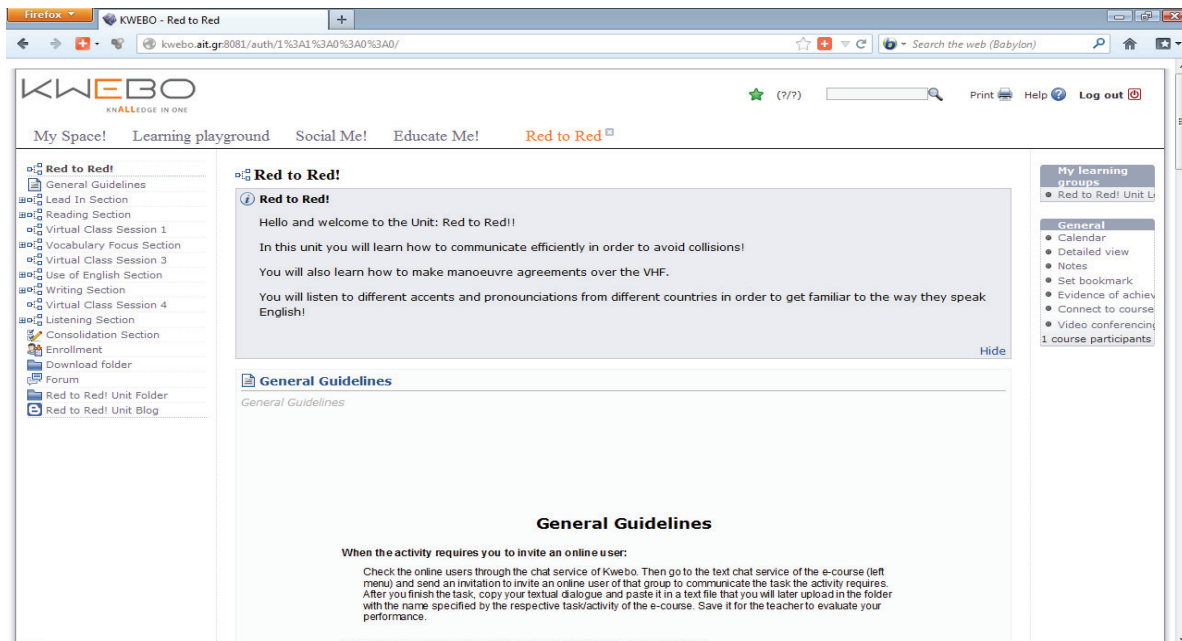 Firefox
KWEBO - Red to Red
+
kwebo.ait.gr:8081/auth/1%3A1%3A0%3A0%3A0/
Search the web (Babylon)
KWEBO
KNALLEDGE IN ONE
(?/?)
Print
Help
Log out
My Space!
Learning playground
Social Me!
Educate Me!
Red to Red
Red to Red!
General Guidelines
Lead In Section
Reading Section
Virtual Class Session 1
Vocabulary Focus Section
Virtual Class Session 3
Use of English Section
Writing Section
Virtual Class Session 4
Listening Section
Consolidation Section
Enrollment
Download folder
Forum
Red to Red! Unit Folder
Red to Red! Unit Blog
Red to Red!
Red to Red!
Hello and welcome to the Unit: Red to Red!!
In this unit you will learn how to communicate efficiently in order to avoid collisions!
You will also learn how to make manoeuvre agreements over the VHF.
You will listen to different accents and pronounciations from different countries in order to get familiar to the way they speak
English!
Hide
General Guidelines
General Guidelines
General Guidelines
When the activity requires you to invite an online user:
Check the online users through the chat service of Kwebo. Then go to the text chat service of the e-course (left
menu) and send an invitation to invite an online user of that group to communicate the task the activity requires.
After you finish the task, copy your textual dialogue and paste it in a text file that you will later upload in the folder
with the name specified by the respective task/activity of the e-course. Save it for the teacher to evaluate your
performance.
My learning
groups
Red to Red! Unit L
General
Calendar
Detailed view
Notes
Set bookmark
Evidence of achiev
Connect to course
Video conferencing
1 course participants